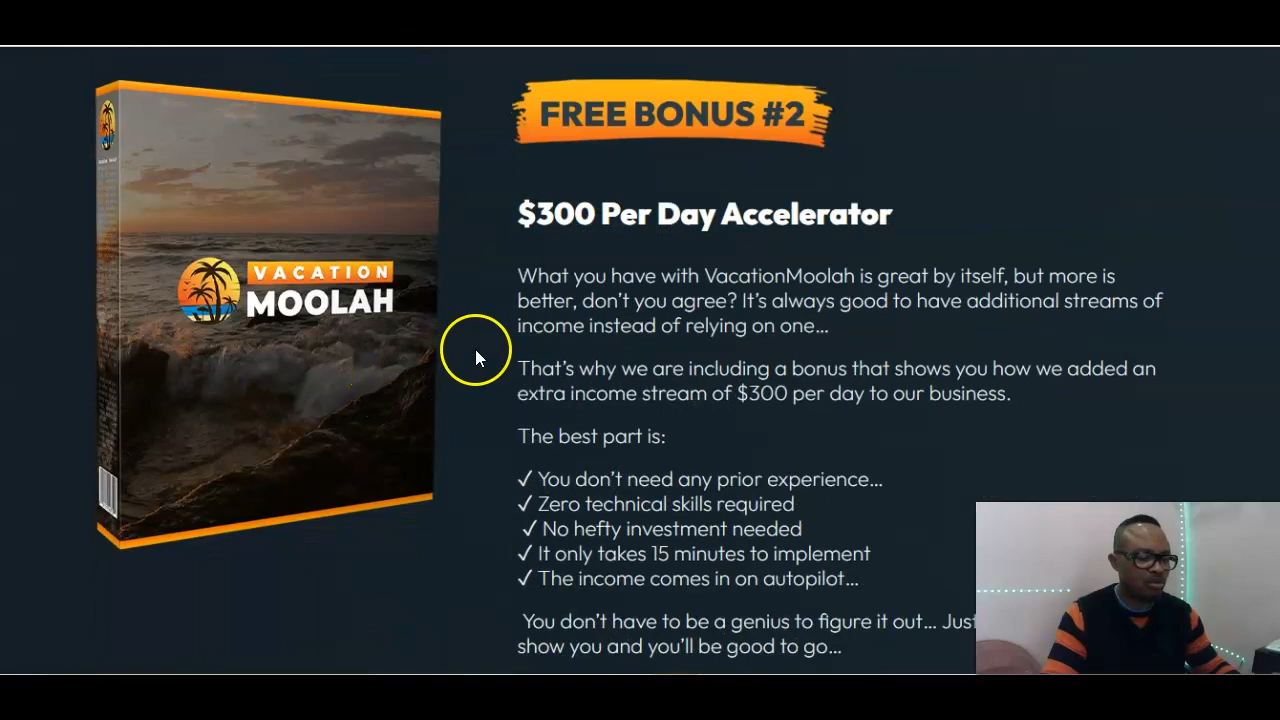 FREE BONUS #2
$300 Per Day Accelerator
VACATION
MOOLAH
What you have with VacationMoolah is great by itself, but more is
better, don't you agree? It's always good to have additional streams of
income instead of relying on one...
That's why we are including a bonus that shows you how we added an
extra income stream of $300 per day to our business.
The best part is:
✓ You don't need any prior experience...
✓ Zero technical skills required
✓ No hefty investment needed
✓ It only takes 15 minutes to implement
✓ The income comes in on autopilot...
You don't have to be a genius to figure it out... Just
show you and you'll be good to go...